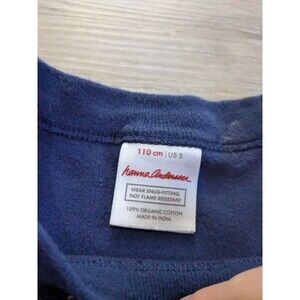 110 cm | US 5
hanna andersson
WEAR SNUG-FITTING,
NOT FLAME RESISTANT
100% ORGANIC COTTON
MADE IN INDIA